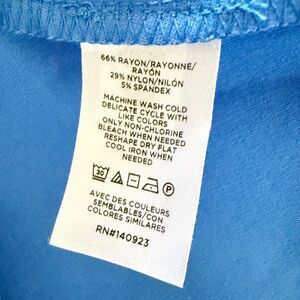 66% RAYON/RAYONNE/
RAYÓN
29% NYLON/NILÓN
5% SPANDEX
MACHINE WASH COLD
DELICATE CYCLE WITH
LIKE COLORS
ONLY NON-CHLORINE
BLEACH WHEN NEEDED
RESHAPE DRY FLAT
COOL IRON WHEN
NEEDED
30
P
AVEC DES COULEURS
SEMBLABLES/CON
COLORES SIMILARES
RN#140923